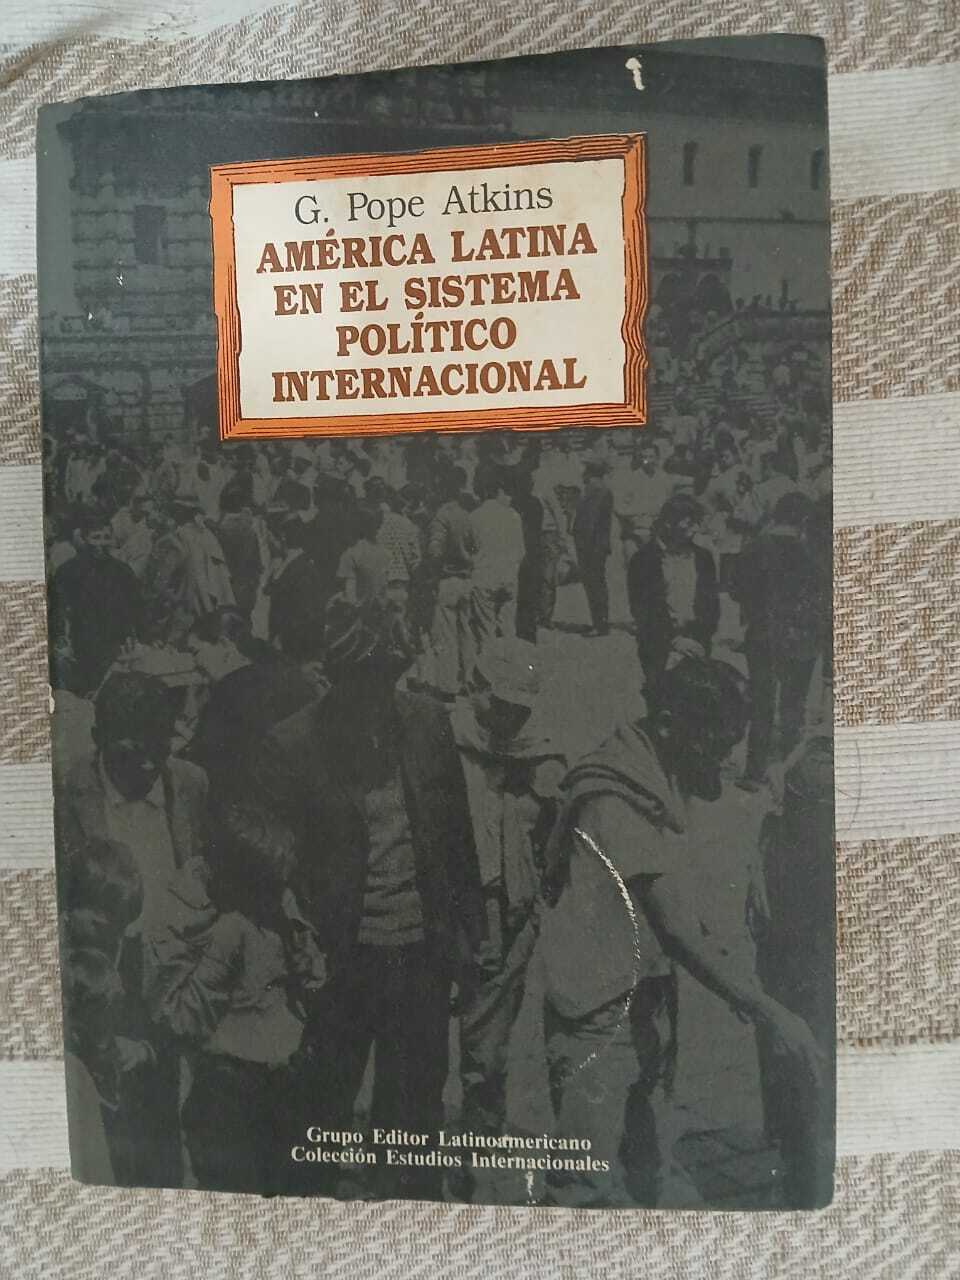 G. Pope Atkins
AMÉRICA LATINA
EN EL SISTEMA
POLÍTICO
INTERNACIONAL
Grupo Editor Latinoamericano
Colección Estudios Internacionales